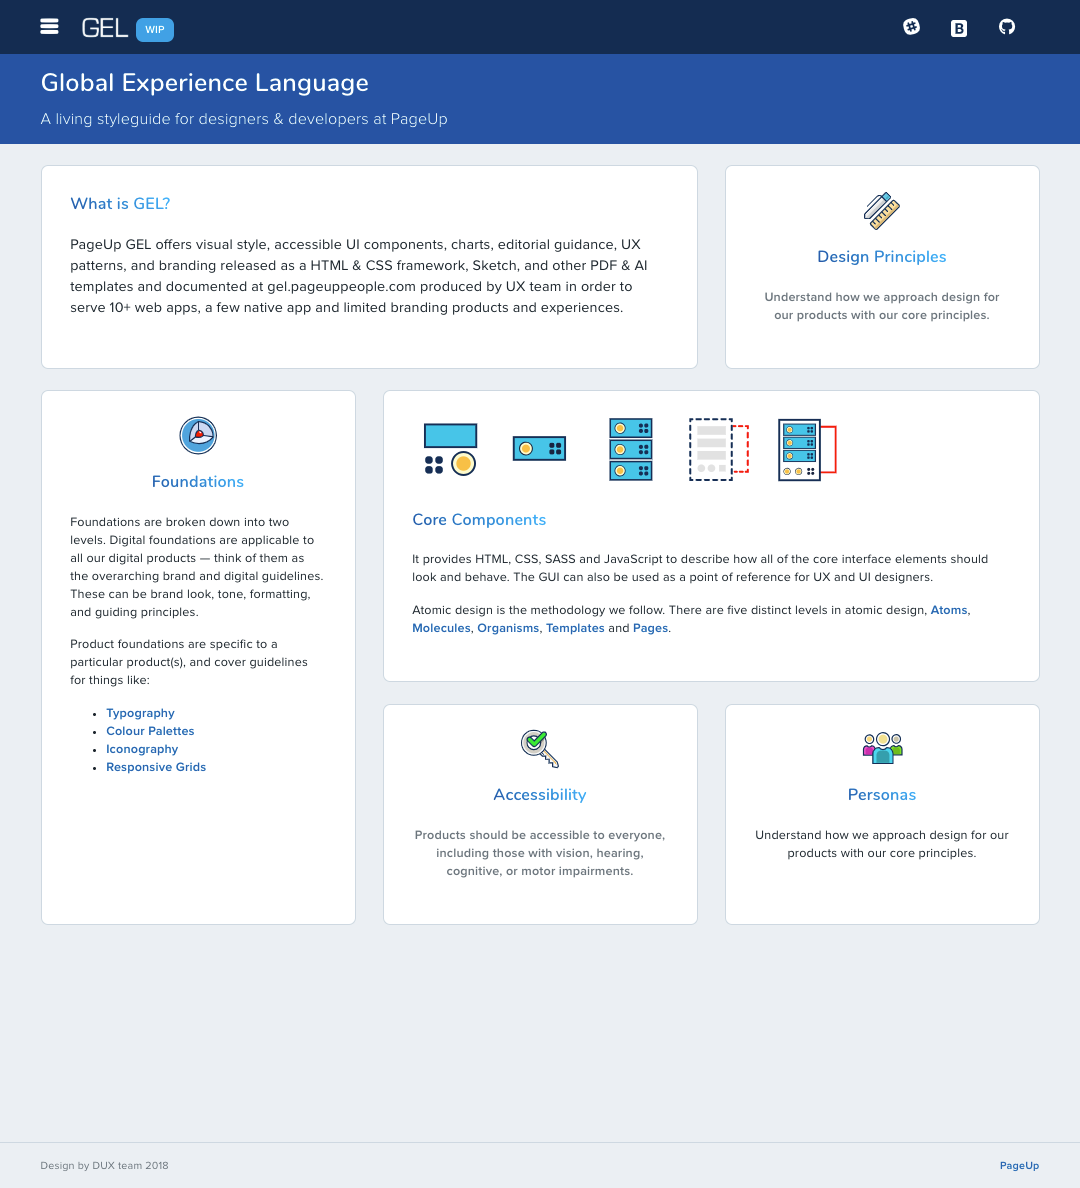 GEL WIP
Global Experience Language
A living styleguide for designers & developers at PageUp
What is GEL?
PageUp GEL offers visual style, accessible UI components, charts, editorial guidance, UX
patterns, and branding released as a HTML & CSS framework, Sketch, and other PDF & AI
templates and documented at gel.pageuppeople.com produced by UX team in order to
serve 10+ web apps, a few native app and limited branding products and experiences.
Design Principles
Understand how we approach design for
our products with our core principles.
Foundations
Foundations are broken down into two
levels. Digital foundations are applicable to
all our digital products — think of them as
the overarching brand and digital guidelines.
These can be brand look, tone, formatting,
and guiding principles.
Product foundations are specific to a
particular product(s), and cover guidelines
for things like:
• Typography
• Colour Palettes
• Iconography
• Responsive Grids
Core Components
It provides HTML, CSS, SASS and JavaScript to describe how all of the core interface elements should
look and behave. The GUI can also be used as a point of reference for UX and UI designers.
Atomic design is the methodology we follow. There are five distinct levels in atomic design, Atoms,
Molecules, Organisms, Templates and Pages.
Accessibility
Products should be accessible to everyone,
including those with vision, hearing,
cognitive, or motor impairments.
Personas
Understand how we approach design for our
products with our core principles.
Design by DUX team 2018
PageUp